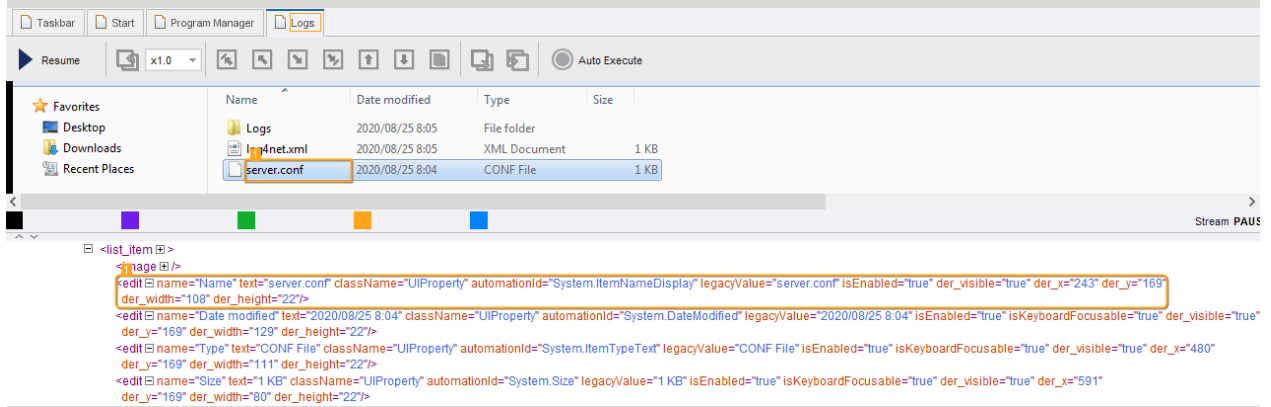 Taskbar Start Program Manager Logs
Resume x1.0 Auto Execute
Name Date modified Type Size
Favorites
Desktop Logs 2020/08/25 8:05 File folder
Downloads log4net.xml 2020/08/25 8:05 XML Document 1 KB
Recent Places server.conf 2020/08/25 8:04 CONF File 1 KB
Stream PAUS
<list_item>
<image/>
<edit name="Name" text="server.conf" className="UIProperty" automationId="System.ItemNameDisplay" legacyValue="server.conf" isEnabled="true" der_visible="true" der_x="243" der_y="169"
der_width="108" der_height="22"/>
<edit name="Date modified" text="2020/08/25 8:04" className="UIProperty" automationId="System.DateModified" legacyValue="2020/08/25 8:04" isEnabled="true" isKeyboardFocusable="true" der_visible="true"
der_y="169" der_width="129" der_height="22"/>
<edit name="Type" text="CONF File" className="UIProperty" automationId="System.ItemTypeText" legacyValue="CONF File" isEnabled="true" isKeyboardFocusable="true" der_visible="true" der_x="480"
der_y="169" der_width="111" der_height="22"/>
<edit name="Size" text="1 KB" className="UIProperty" automationId="System.Size" legacyValue="1 KB" isEnabled="true" isKeyboardFocusable="true" der_visible="true" der_x="591"
der_y="169" der_width="80" der_height="22"/>